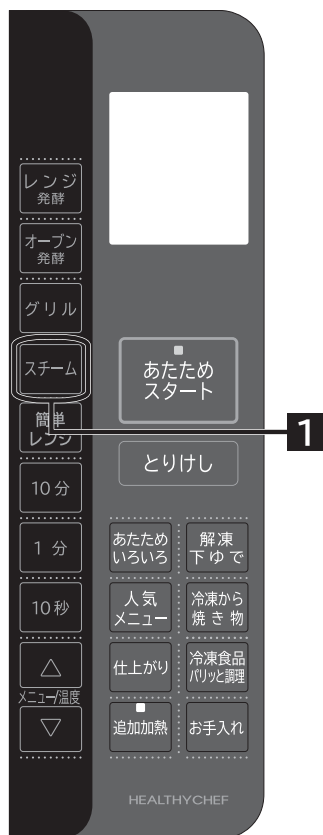 レンジ
発酵
オーブン
発酵
グリル
スチーム
簡単
レンジ
10分
1分
10秒
△
メニュー/温度
▽
あたため
スタート
とりけし
1
あたため
いろいろ
解凍
下ゆで
人気
メニュー
冷凍から
焼き物
仕上がり
冷凍食品
パリッと調理
追加加熱
お手入れ
HEALTHYCHEF